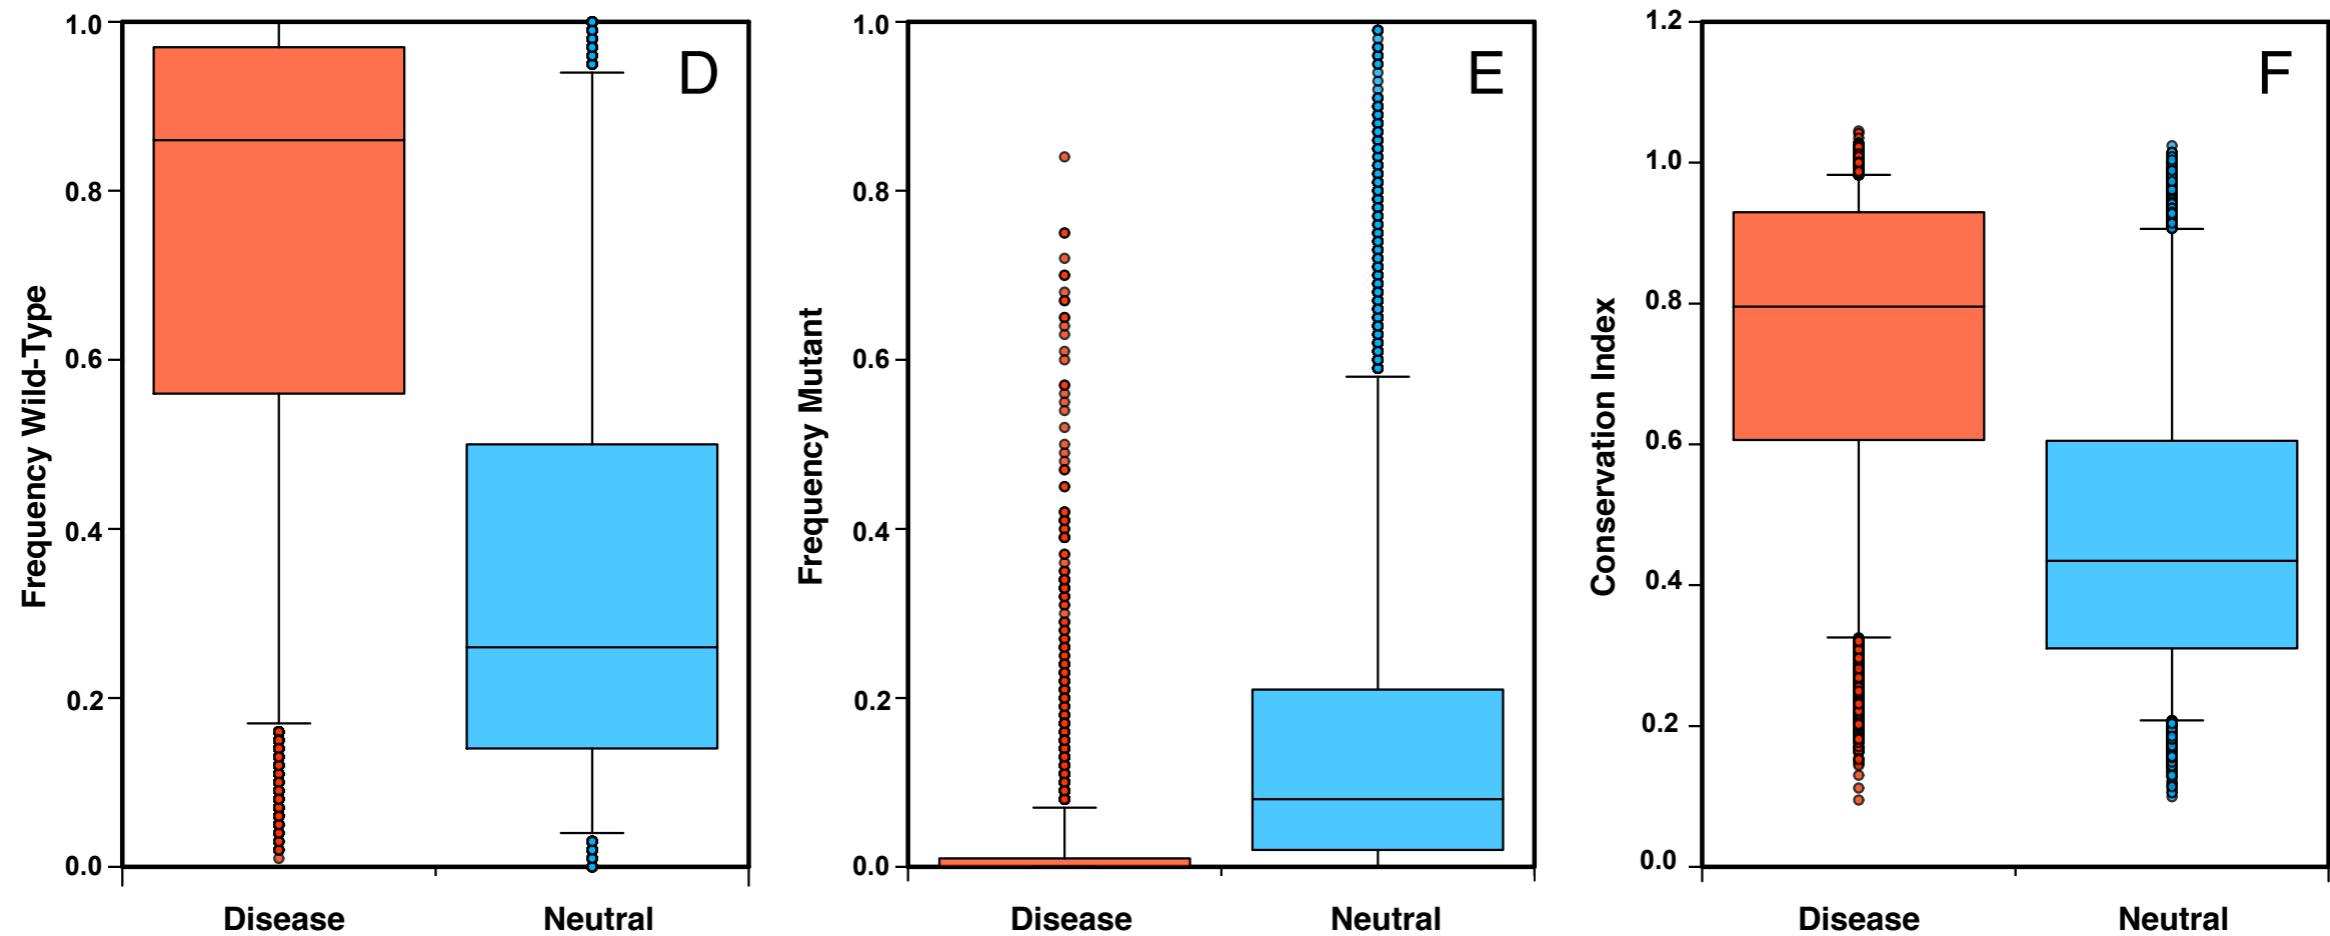 Frequency Wild-Type
1.0
0.8
0.6
0.4
0.2
0.0
D
Disease Neutral
Frequency Mutant
1.0
0.8
0.6
0.4
0.2
0.0
E
Disease Neutral
Conservation Index
1.2
1.0
0.8
0.6
0.4
0.2
0.0
F
Disease Neutral